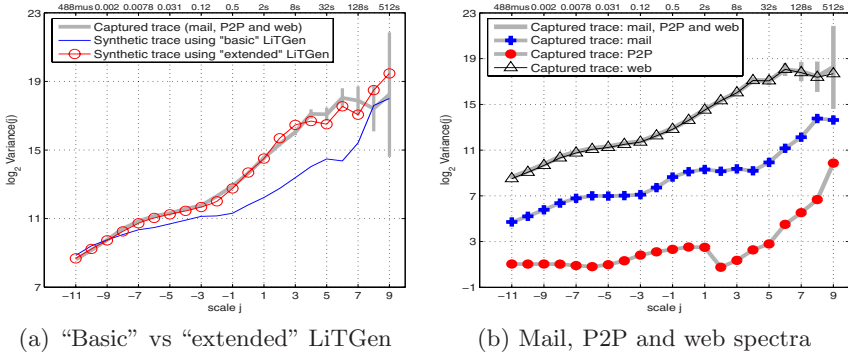 488mus 0.002 0.0078 0.031 0.12 0.5 2s 8s 32s 128s 512s
Captured trace (mail, P2P and web)
Synthetic trace using "basic" LiTGen
Synthetic trace using "extended" LiTGen
23
19
15
11
7
log2 Variance(j)
−11 −9 −7 −5 −3 −1 1 3 5 7 9
scale j
(a) “Basic” vs “extended” LiTGen
488mus 0.002 0.0078 0.031 0.12 0.5 2s 8s 32s 128s 512s
Captured trace: mail, P2P and web
Captured trace: mail
Captured trace: P2P
Captured trace: web
23
19
15
11
7
3
−1
log2 Variance(j)
−11 −9 −7 −5 −3 −1 1 3 5 7 9
scale j
(b) Mail, P2P and web spectra